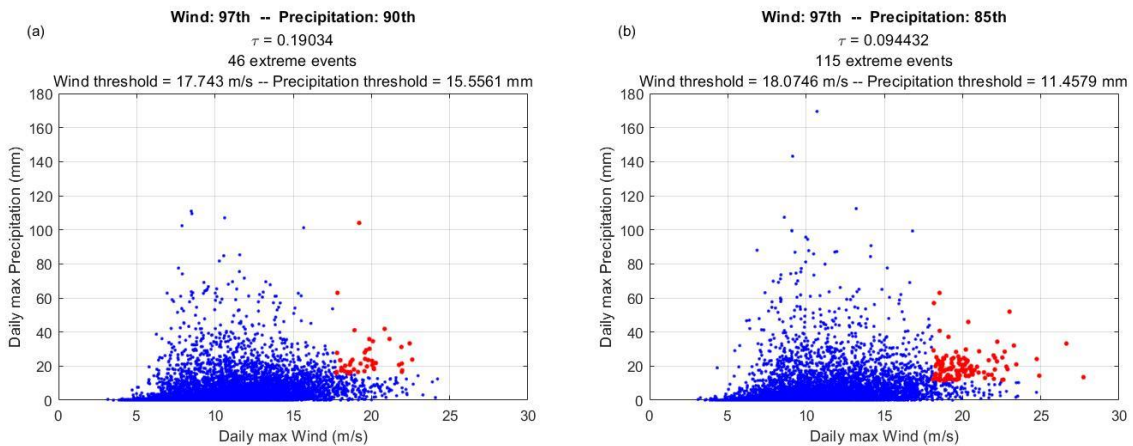 (a)
Wind: 97th -- Precipitation: 90th
τ = 0.19034
46 extreme events
Wind threshold = 17.743 m/s -- Precipitation threshold = 15.5561 mm
180
160
140
120
100
80
60
40
20
0
Daily max Precipitation (mm)
0 5 10 15 20 25 30
Daily max Wind (m/s)
(b)
Wind: 97th -- Precipitation: 85th
τ = 0.094432
115 extreme events
Wind threshold = 18.0746 m/s -- Precipitation threshold = 11.4579 mm
180
160
140
120
100
80
60
40
20
0
Daily max Precipitation (mm)
0 5 10 15 20 25 30
Daily max Wind (m/s)